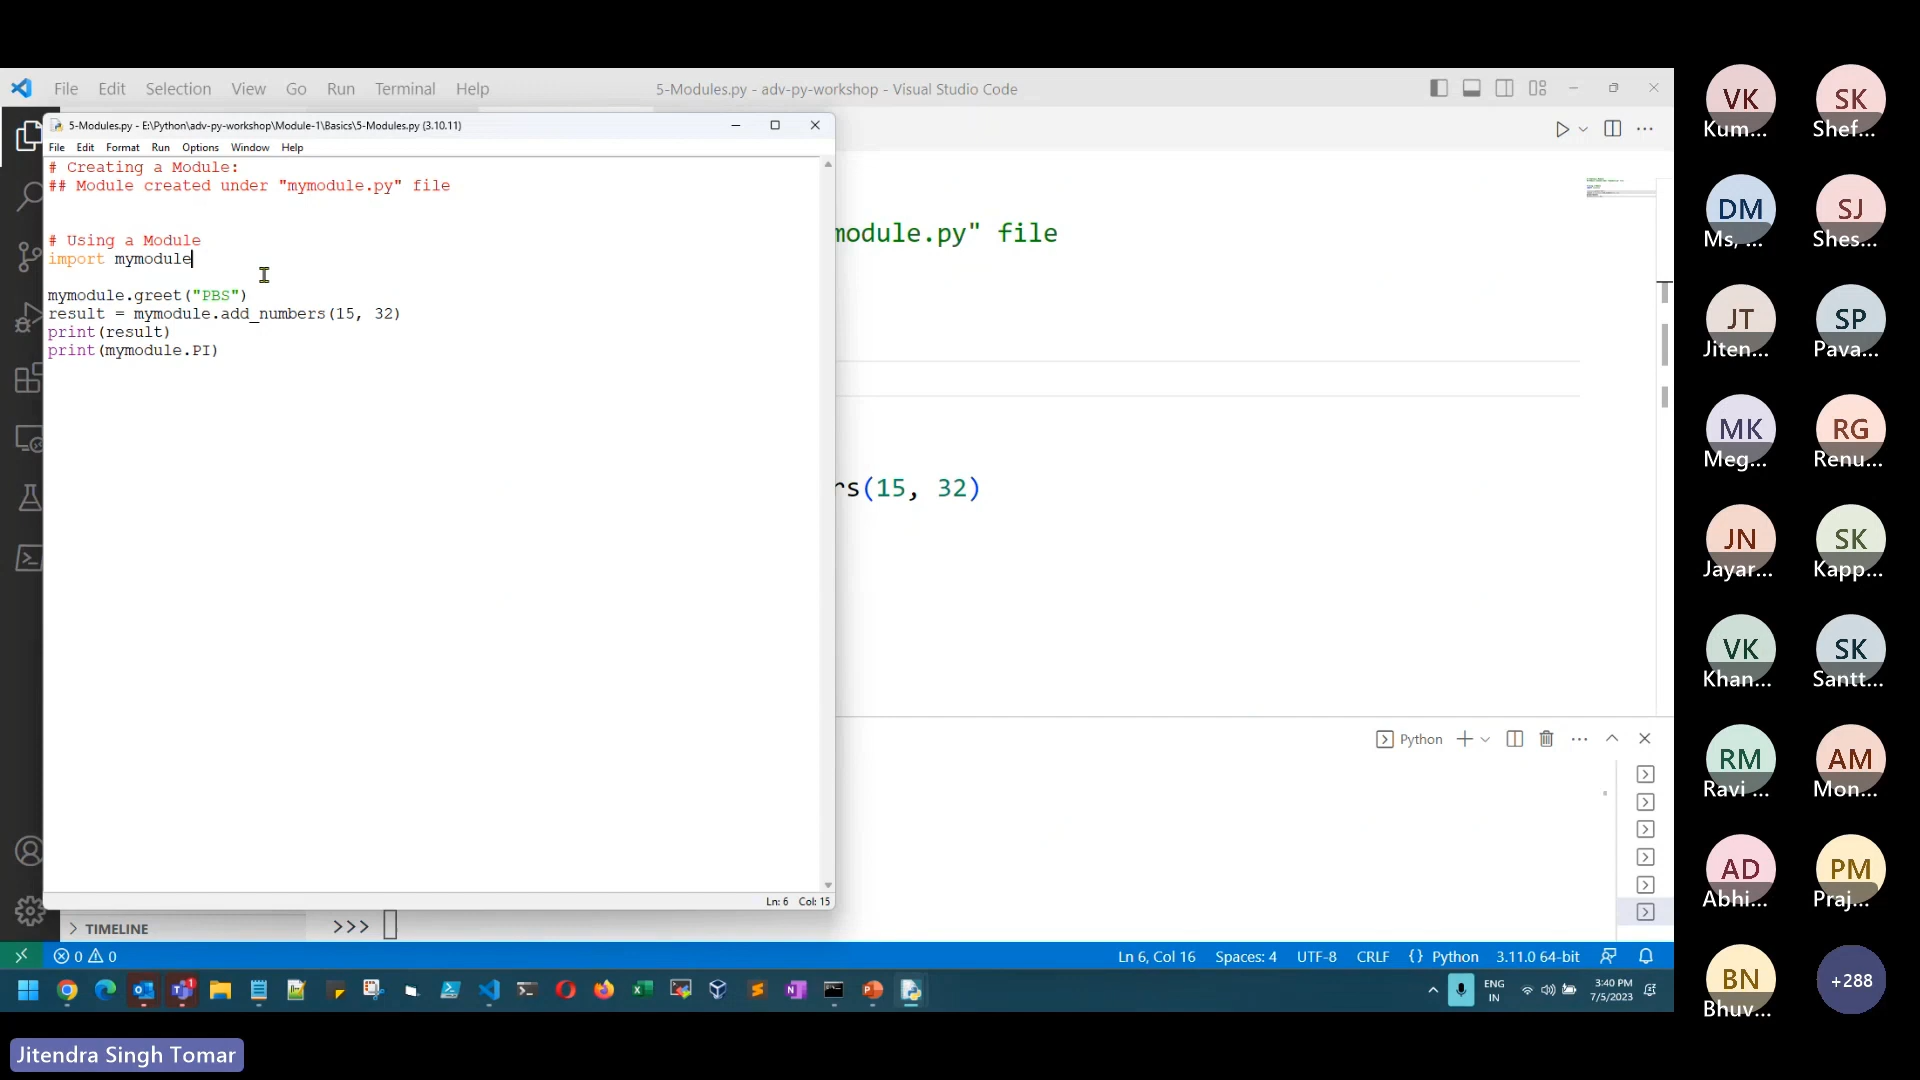 File Edit Selection View Go Run Terminal Help
5-Modules.py - adv-py-workshop - Visual Studio Code
5-Modules.py - E:\Python\adv-py-workshop\Module-1\Basics\5-Modules.py (3.10.11)
File Edit Format Run Options Window Help
# Creating a Module:
## Module created under "mymodule.py" file
# Using a Module
import mymodule
mymodule.greet("PBS")
result = mymodule.add_numbers(15, 32)
print(result)
print(mymodule.PI)
Ln: 6 Col: 15
module.py" file
rs(15, 32)
Python
TIMELINE
>>>
0 0
Ln 6, Col 16 Spaces: 4 UTF-8 CRLF {} Python 3.11.0 64-bit
ENG
IN
3:40 PM
7/5/2023
Jitendra Singh Tomar
VK
Kum...
SK
Shef...
DM
Ms, ...
SJ
Shes...
JT
Jiten...
SP
Pava...
MK
Meg...
RG
Renu...
JN
Jayar...
SK
Kapp...
VK
Khan...
SK
Santt...
RM
Ravi ...
AM
Mon...
AD
Abhi...
PM
Praj...
BN
Bhuv...
+288